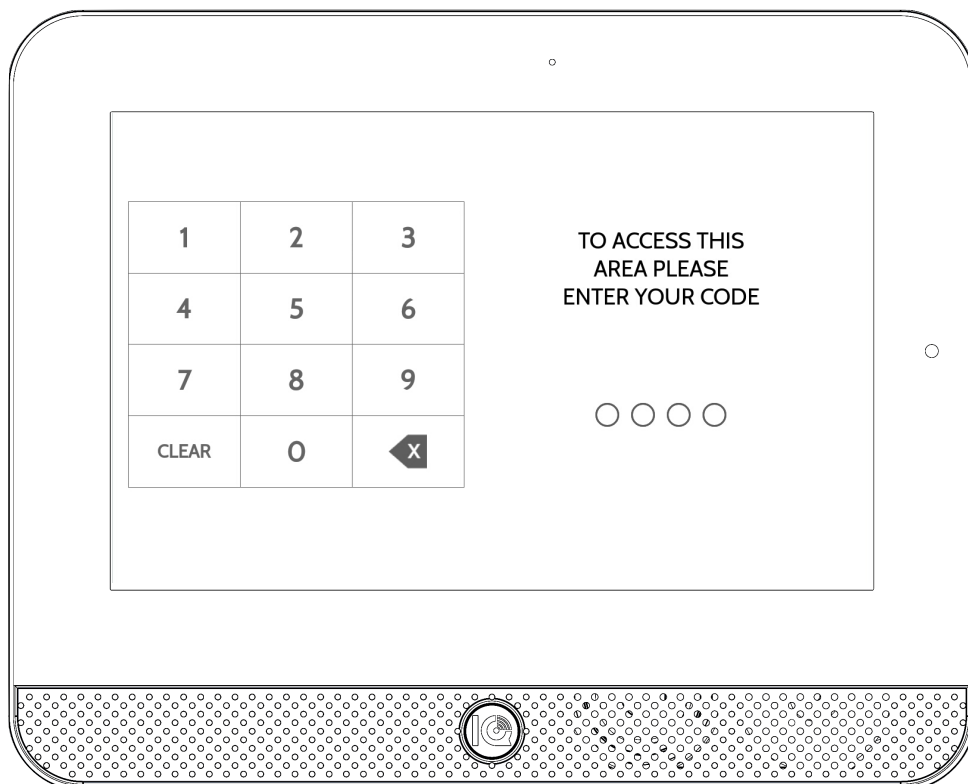 1 2 3
TO ACCESS THIS
AREA PLEASE
ENTER YOUR CODE
4 5 6
7 8 9
CLEAR 0 X
IQ